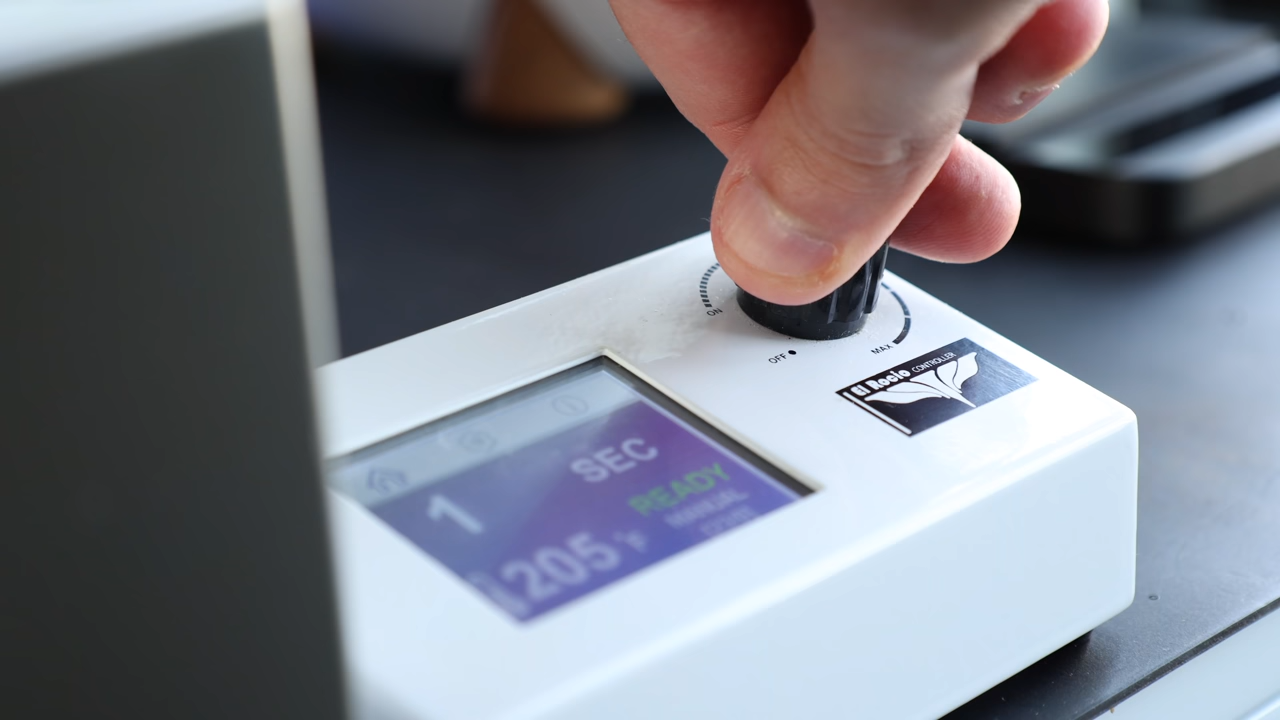 ON
OFF
MAX
El Rocio CONTROLLER
SEC
1
READY
MANUAL
205 °F